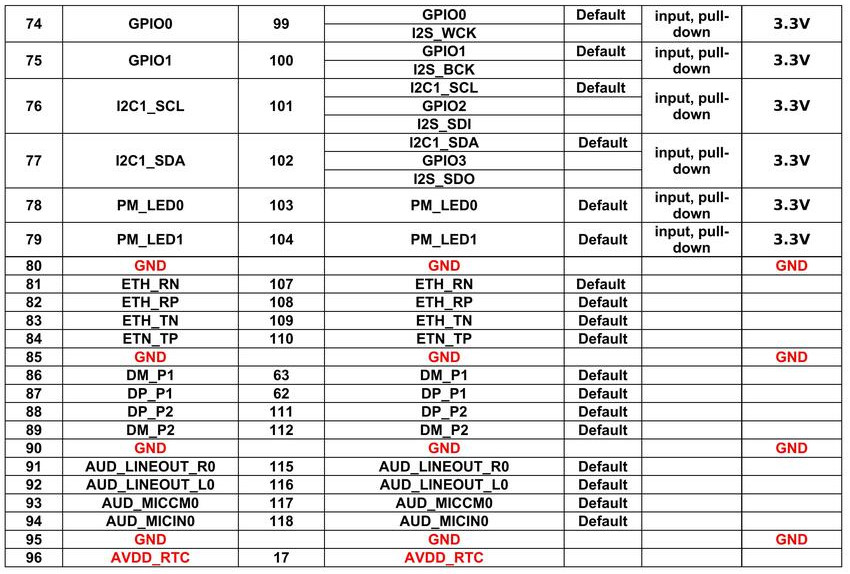 74 GPIO0 99 GPIO0 Default input, pull-down 3.3V
I2S_WCK
75 GPIO1 100 GPIO1 Default input, pull-down 3.3V
I2S_BCK
76 I2C1_SCL 101 I2C1_SCL Default input, pull-down 3.3V
GPIO2
I2S_SDI
77 I2C1_SDA 102 I2C1_SDA Default input, pull-down 3.3V
GPIO3
I2S_SDO
78 PM_LED0 103 PM_LED0 Default input, pull-down 3.3V
79 PM_LED1 104 PM_LED1 Default input, pull-down 3.3V
80 GND GND GND
81 ETH_RN 107 ETH_RN Default
82 ETH_RP 108 ETH_RP Default
83 ETH_TN 109 ETH_TN Default
84 ETN_TP 110 ETN_TP Default
85 GND GND GND
86 DM_P1 63 DM_P1 Default
87 DP_P1 62 DP_P1 Default
88 DP_P2 111 DP_P2 Default
89 DM_P2 112 DM_P2 Default
90 GND GND GND
91 AUD_LINEOUT_R0 115 AUD_LINEOUT_R0 Default
92 AUD_LINEOUT_L0 116 AUD_LINEOUT_L0 Default
93 AUD_MICCM0 117 AUD_MICCM0 Default
94 AUD_MICIN0 118 AUD_MICIN0 Default
95 GND GND GND
96 AVDD_RTC 17 AVDD_RTC